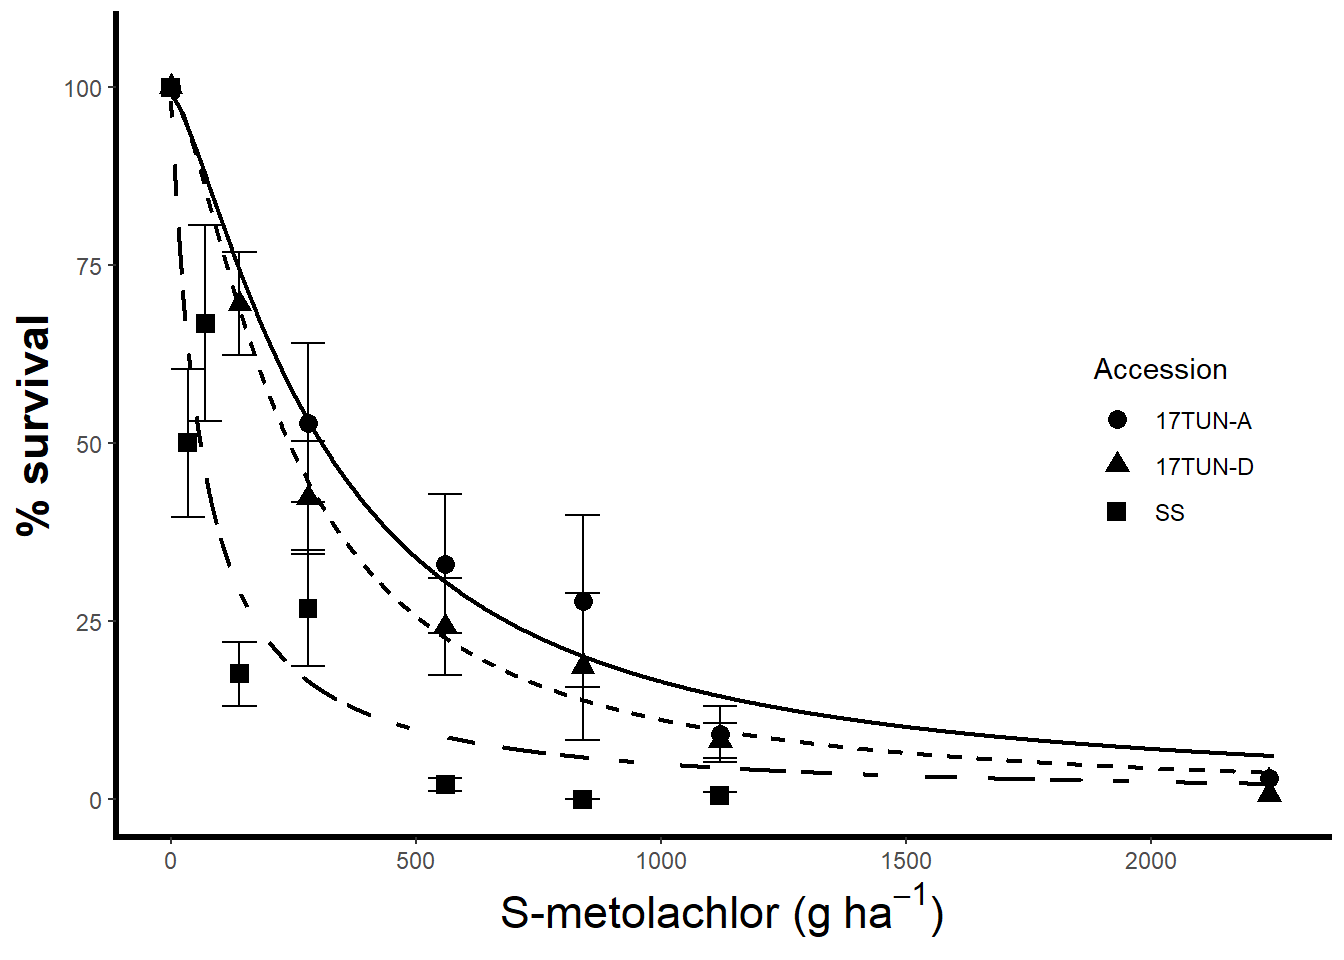 % survival
100
75
50
25
0
0 500 1000 1500 2000
S-metolachlor (g ha⁻¹)
Accession
17TUN-A
17TUN-D
SS